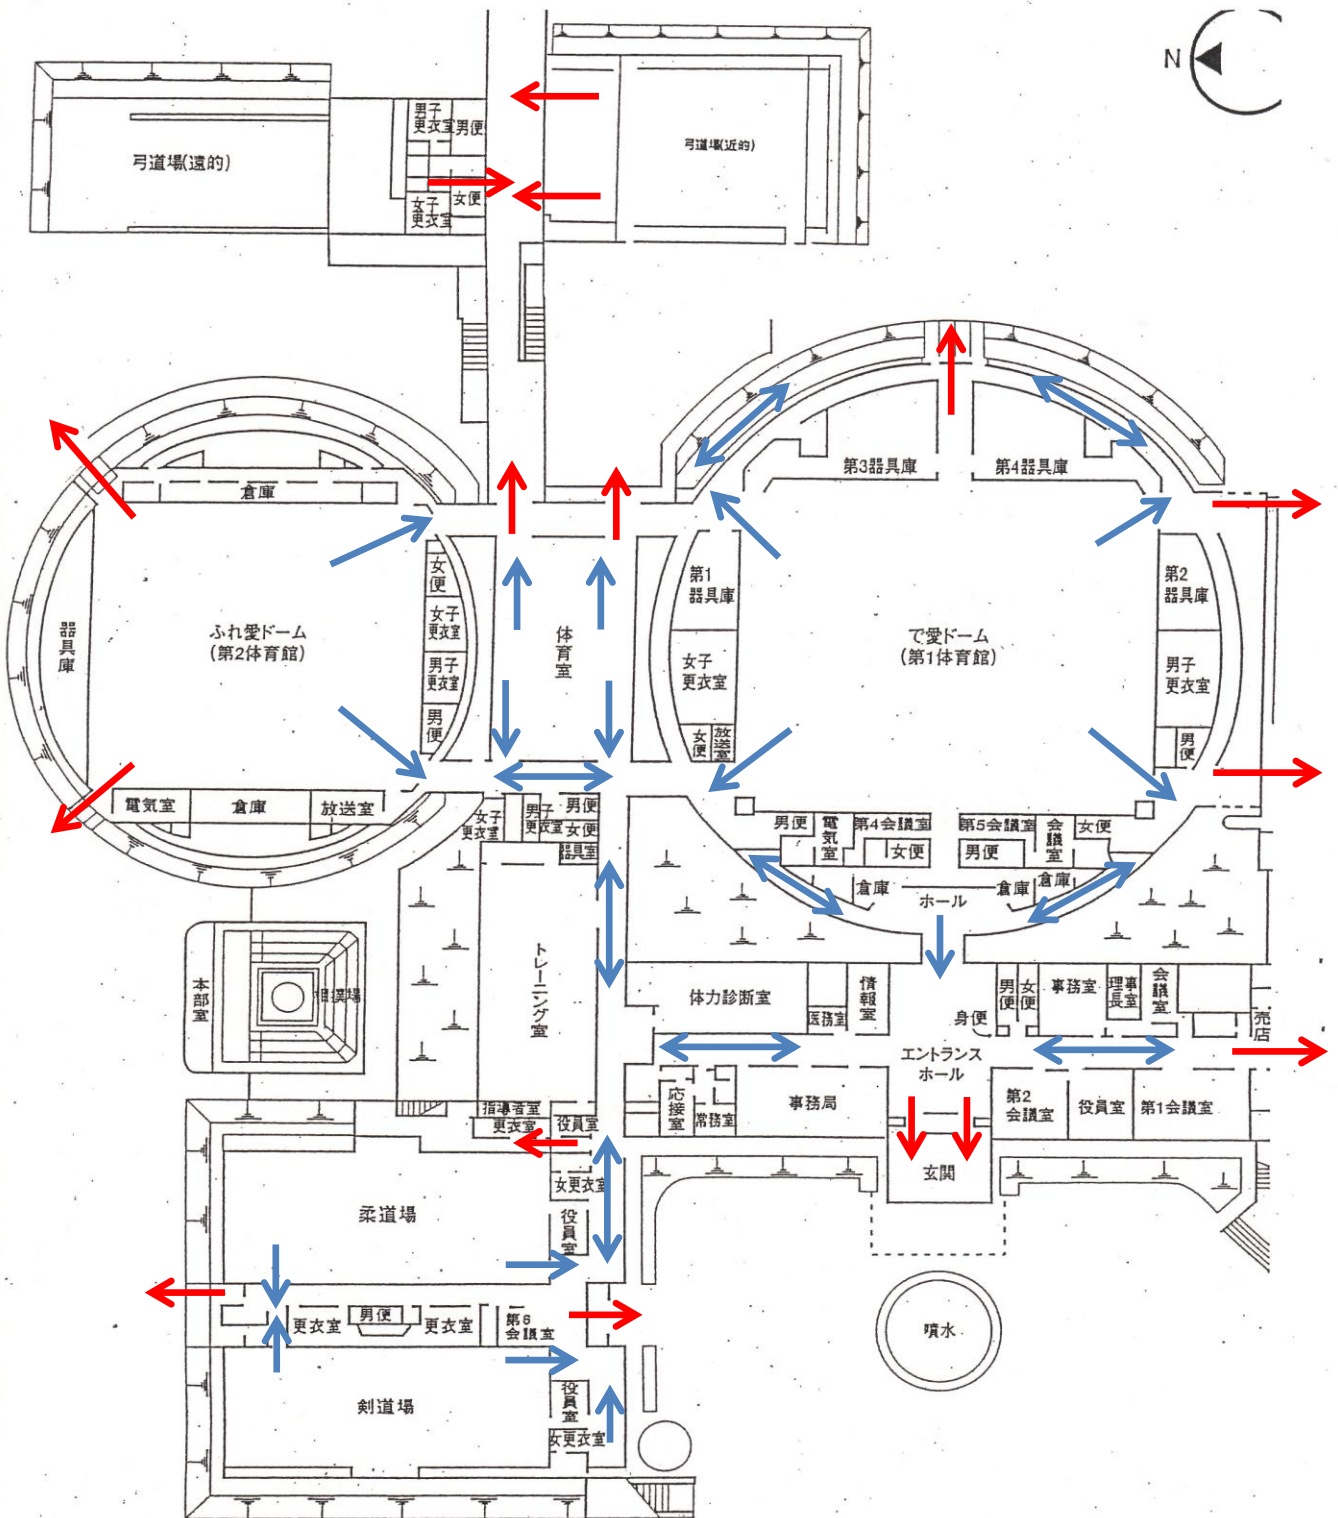 N
男子
更衣室
男便
弓道場(遠的)
弓道場(近的)
女便
女子
更衣室
第3器具庫
第4器具庫
倉庫
女便
女子
更衣室
男子
更衣室
男便
器具庫
ふれ愛ドーム
(第2体育館)
体育室
第1
器具庫
女子
更衣室
女便
放送室
で愛ドーム
(第1体育館)
第2
器具庫
男子
更衣室
男便
電気室
倉庫
放送室
女子
更衣室
男子
更衣室
男便
女便
器具室
男便
電気室
第4会議室
女便
第5会議室
男便
会議室
女便
倉庫
ホール
倉庫
倉庫
トレーニング室
本部室
相撲場
体力診断室
医務室
情報室
男便
女便
身便
事務室
理事長室
会議室
売店
エントランス
ホール
応接室
常務室
事務局
第2
会議室
役員室
第1会議室
指導者室
更衣室
役員室
玄関
女更衣室
柔道場
役員室
更衣室
男便
更衣室
第6
会議室
噴水
剣道場
役員室
女更衣室